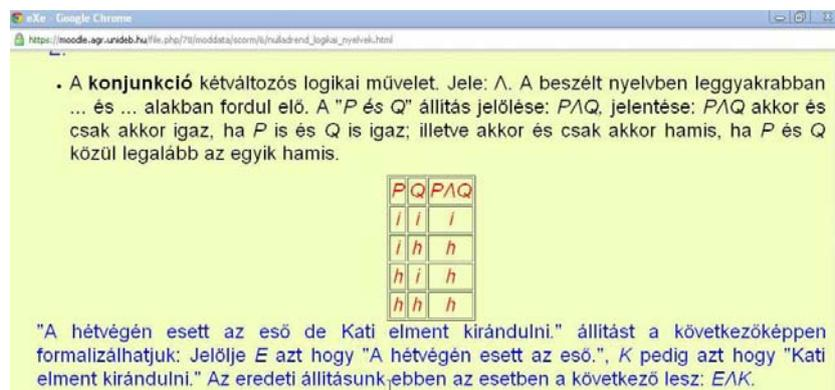 eXe - Google Chrome
https://moodle.agr.unideb.hu/file.php/78/moddata/scorm/6/nulladrend_logikai_nyelvek.html
• A konjunkció kétváltozós logikai művelet. Jele: Λ. A beszélt nyelvben leggyakrabban
... és ... alakban fordul elő. A "P és Q" állítás jelölése: PΛQ, jelentése: PΛQ akkor és
csak akkor igaz, ha P is és Q is igaz; illetve akkor és csak akkor hamis, ha P és Q
közül legalább az egyik hamis.
P Q PΛQ
i i i
i h h
h i h
h h h
"A hétvégén esett az eső de Kati elment kirándulni." állítást a következőképpen
formalizálhatjuk: Jelölje E azt hogy "A hétvégén esett az eső.", K pedig azt hogy "Kati
elment kirándulni." Az eredeti állításunk ebben az esetben a következő lesz: EΛK.